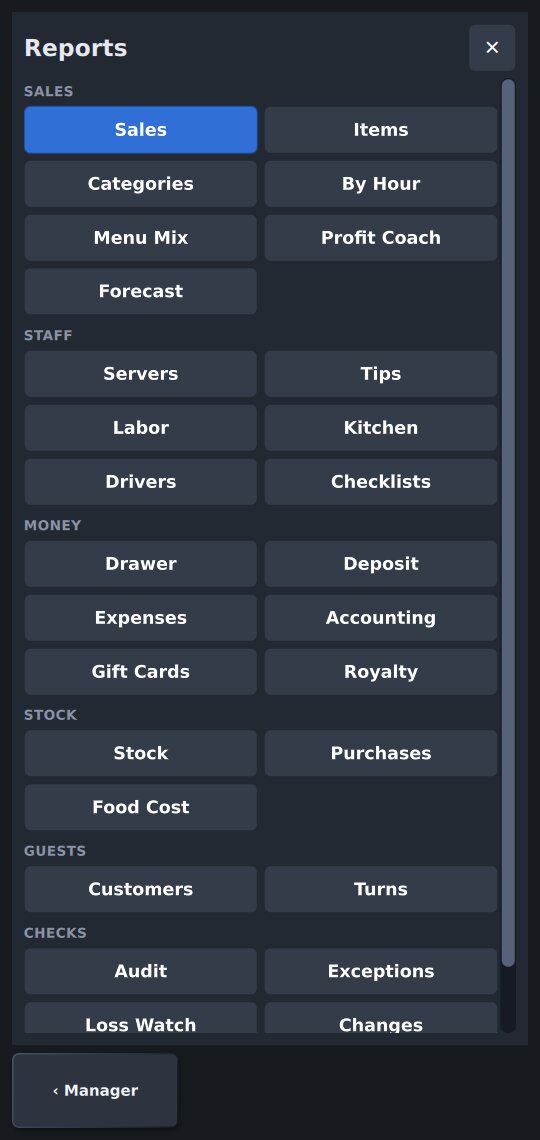 Reports
✕
SALES
Sales
Items
Categories
By Hour
Menu Mix
Profit Coach
Forecast
STAFF
Servers
Tips
Labor
Kitchen
Drivers
Checklists
MONEY
Drawer
Deposit
Expenses
Accounting
Gift Cards
Royalty
STOCK
Stock
Purchases
Food Cost
GUESTS
Customers
Turns
CHECKS
Audit
Exceptions
Loss Watch
Changes
‹ Manager